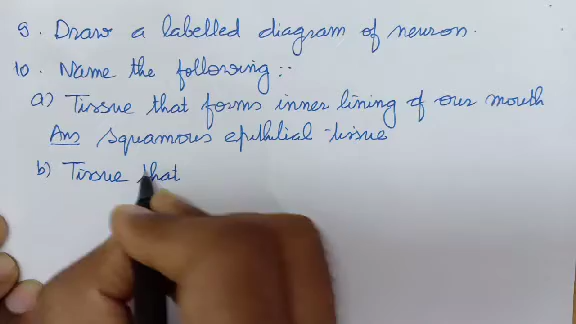 9. Draw a labelled diagram of neuron.
10. Name the following :-
a) Tissue that forms inner lining of our mouth
Ans Squamous epithelial tissue
b) Tissue that